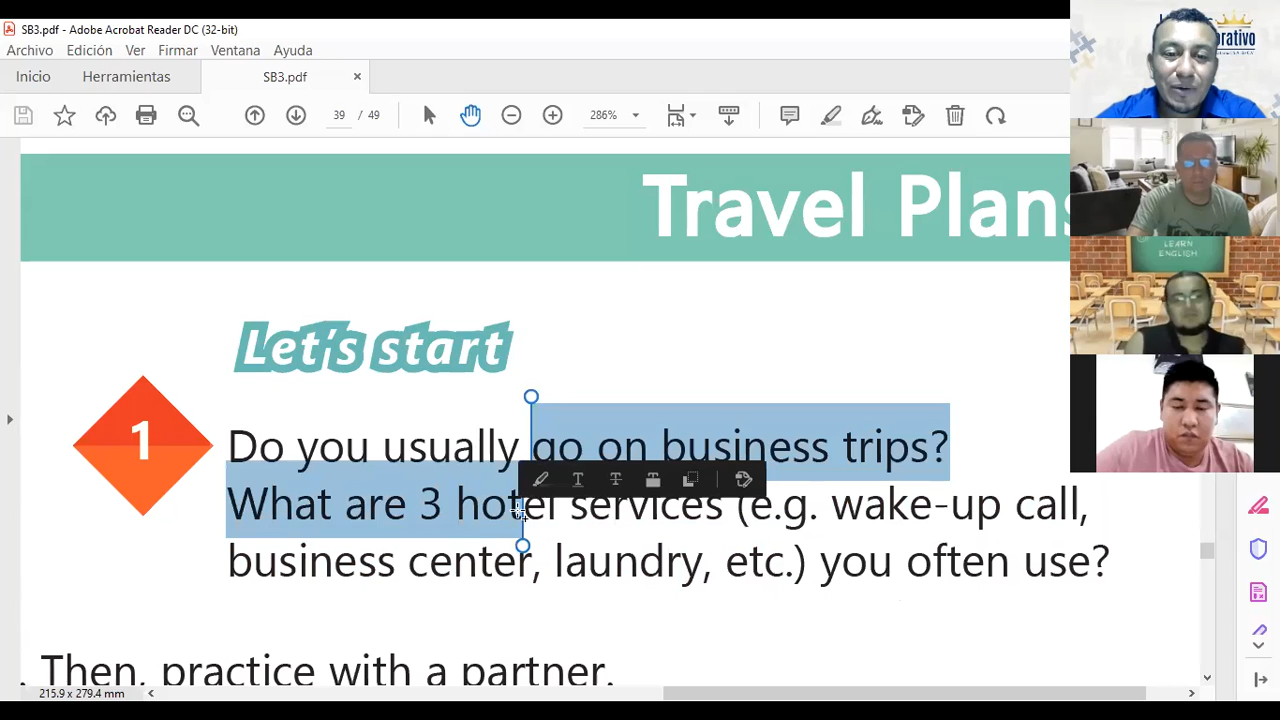 SB3.pdf - Adobe Acrobat Reader DC (32-bit)
Archivo Edición Ver Firmar Ventana Ayuda
Inicio Herramientas SB3.pdf ×
39 / 49 286%
Travel Plans
Let's start
1
Do you usually go on business trips?
What are 3 hotel services (e.g. wake-up call,
business center, laundry, etc.) you often use?
. Then, practice with a partner.
215.9 x 279.4 mm
LEARN
ENGLISH